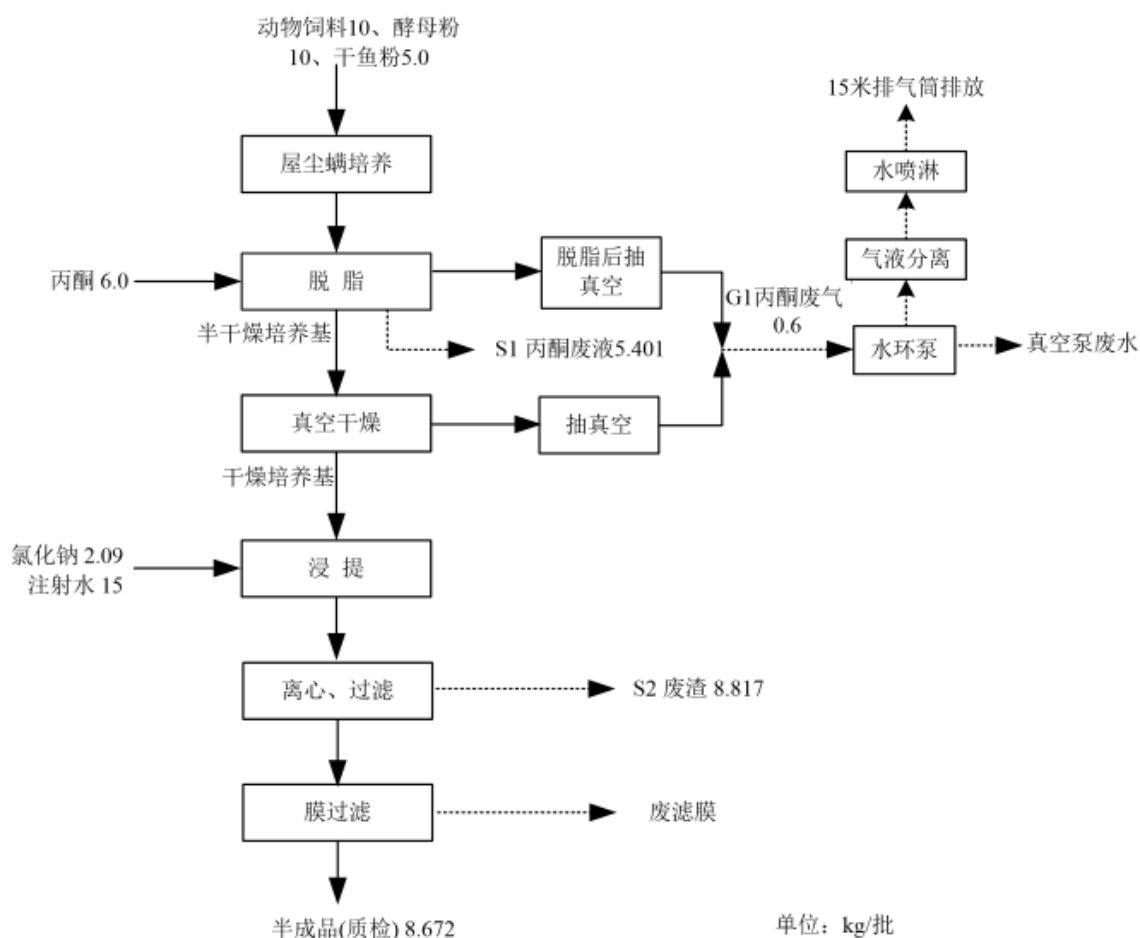 动物饲料10、酵母粉
10、干鱼粉5.0
15米排气筒排放
屋尘螨培养
水喷淋
丙酮 6.0
脱 脂
脱脂后抽
真空
气液分离
G1丙酮废气
0.6
半干燥培养基
S1 丙酮废液5.401
水环泵
真空泵废水
真空干燥
抽真空
干燥培养基
氯化钠 2.09
注射水 15
浸 提
离心、过滤
S2 废渣 8.817
膜过滤
废滤膜
半成品(质检) 8.672
单位：kg/批